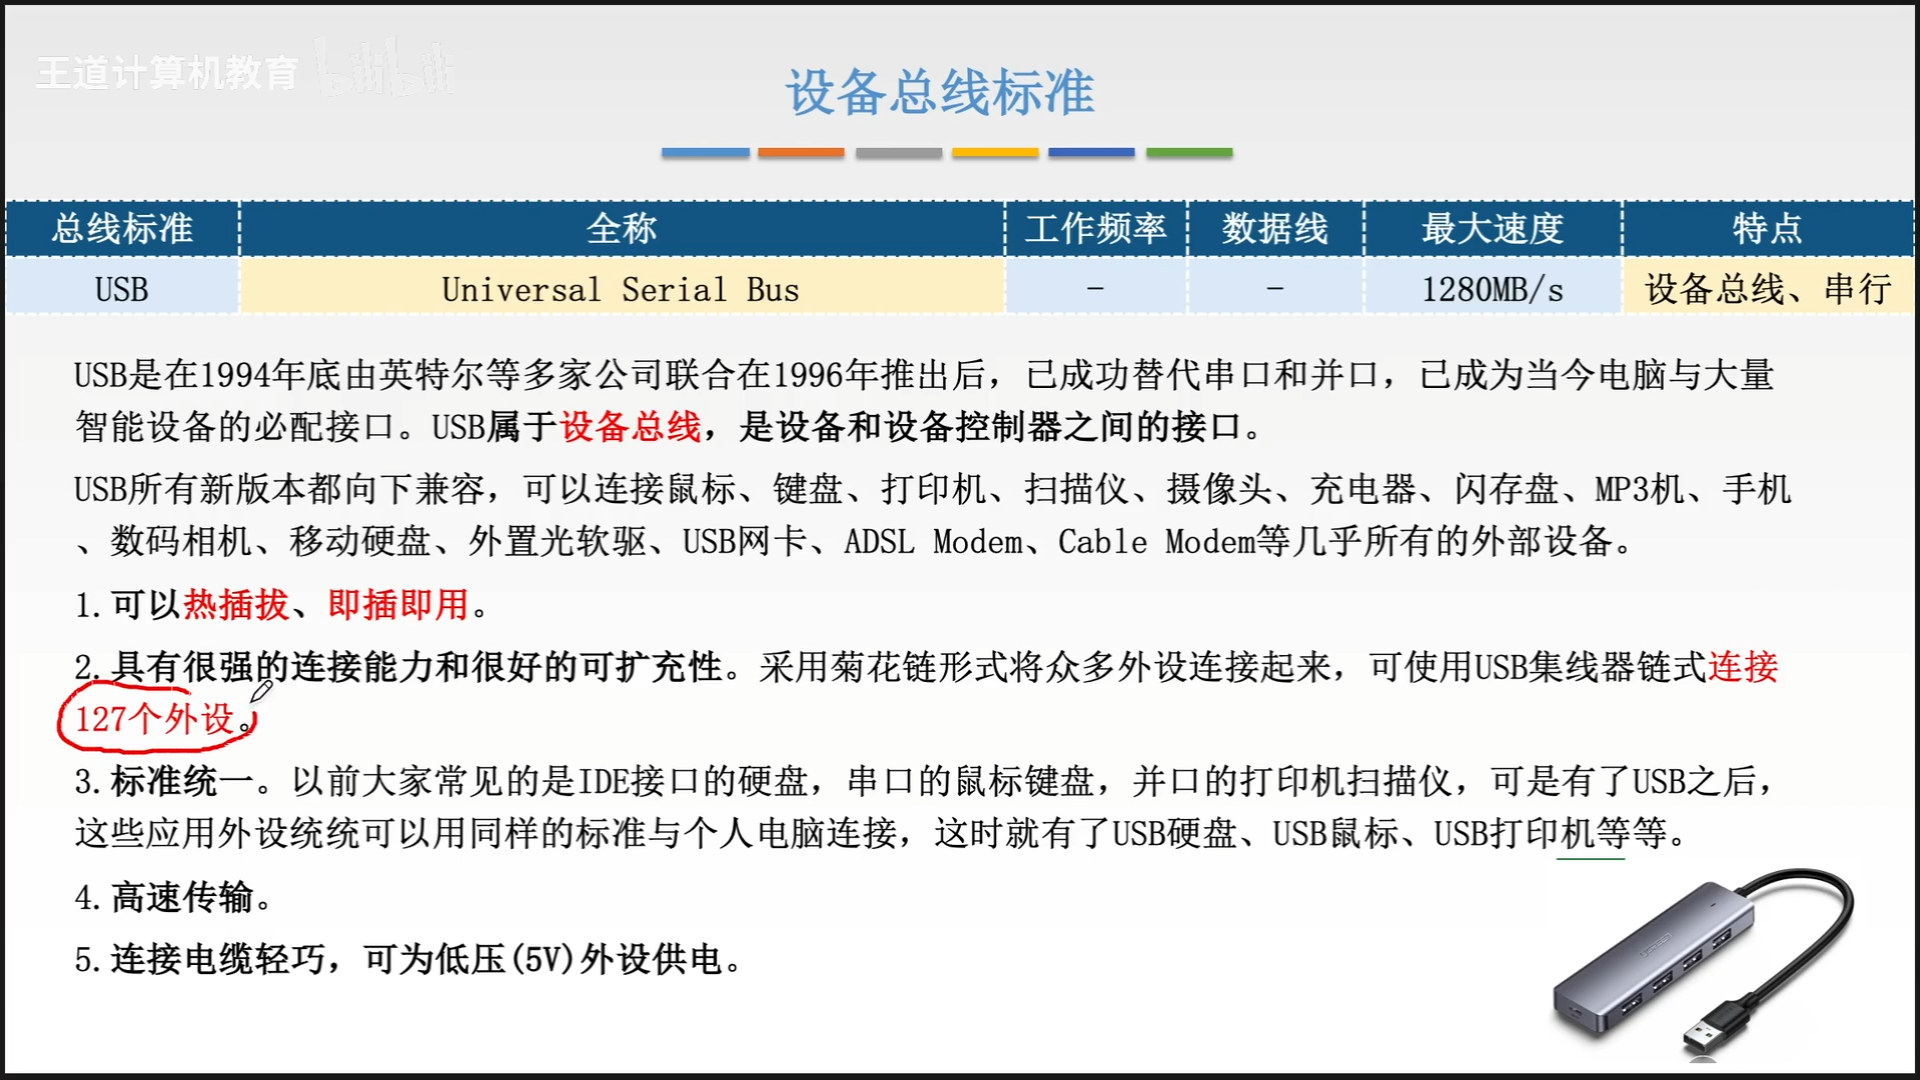 王道计算机教育 bilibili
设备总线标准
总线标准 全称 工作频率 数据线 最大速度 特点
USB Universal Serial Bus - - 1280MB/s 设备总线、串行
USB是在1994年底由英特尔等多家公司联合在1996年推出后，已成功替代串口和并口，已成为当今电脑与大量
智能设备的必配接口。USB属于设备总线，是设备和设备控制器之间的接口。
USB所有新版本都向下兼容，可以连接鼠标、键盘、打印机、扫描仪、摄像头、充电器、闪存盘、MP3机、手机
、数码相机、移动硬盘、外置光软驱、USB网卡、ADSL Modem、Cable Modem等几乎所有的外部设备。
1.可以热插拔、即插即用。
2.具有很强的连接能力和很好的可扩充性。采用菊花链形式将众多外设连接起来，可使用USB集线器链式连接
127个外设。
3.标准统一。以前大家常见的是IDE接口的硬盘，串口的鼠标键盘，并口的打印机扫描仪，可是有了USB之后，
这些应用外设统统可以用同样的标准与个人电脑连接，这时就有了USB硬盘、USB鼠标、USB打印机等等。
4.高速传输。
5.连接电缆轻巧，可为低压(5V)外设供电。